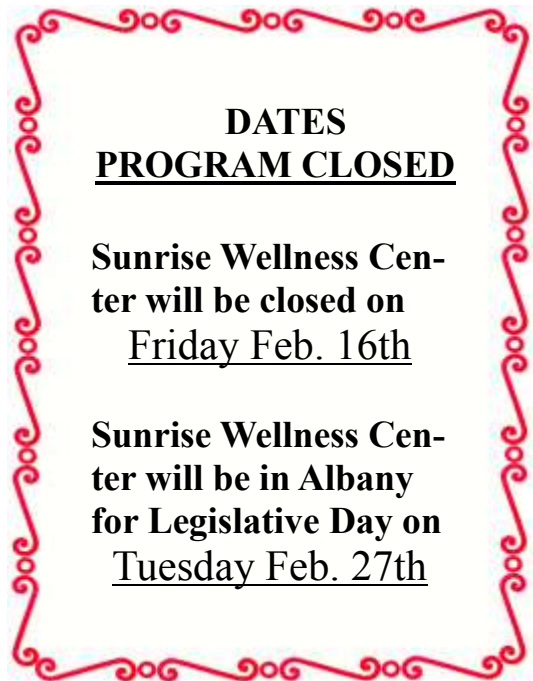 DATES
PROGRAM CLOSED
Sunrise Wellness Cen-
ter will be closed on
Friday Feb. 16th
Sunrise Wellness Cen-
ter will be in Albany
for Legislative Day on
Tuesday Feb. 27th